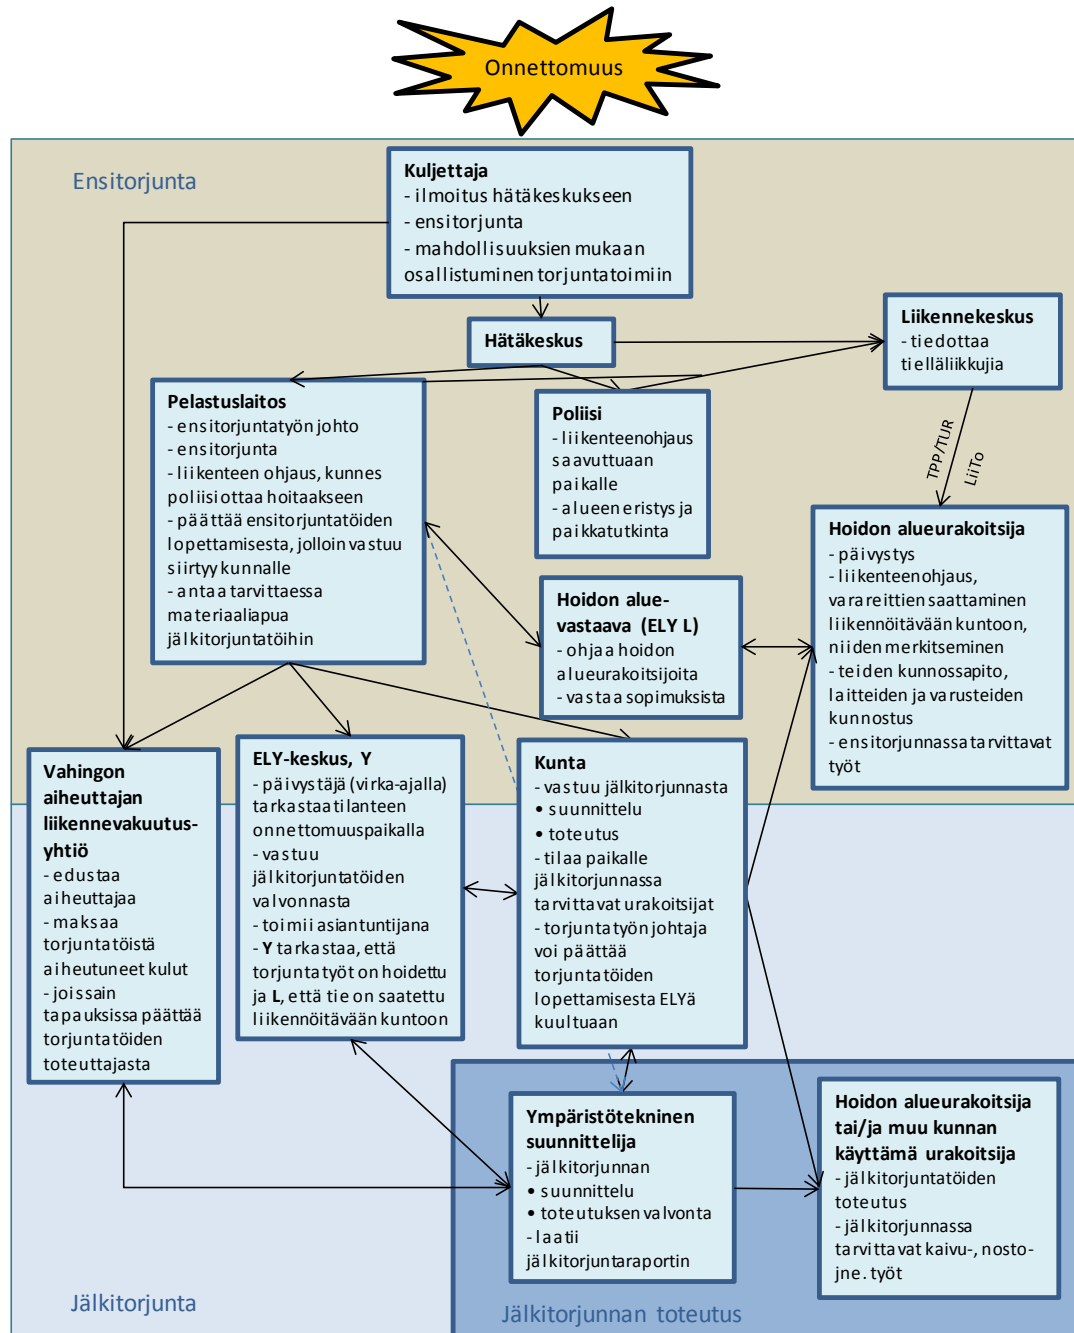 Onnettomuus
Ensitorjunta
Kuljettaja
- ilmoitus hätäkeskukseen
- ensitorjunta
- mahdollisuuksien mukaan
osallistuminen torjuntatoimiin
Hätäkeskus
Liikennekeskus
- tiedottaa
tielläliikkujia
Pelastuslaitos
- ensitorjuntatyön johto
- ensitorjunta
- liikenteen ohjaus, kunnes
poliisi ottaa hoitaakseen
- päättää ensitorjuntatöiden
lopettamisesta, jolloin vastuu
siirtyy kunnalle
- antaa tarvittaessa
materiaaliapua
jälkitorjuntatöihin
Poliisi
- liikenteenohjaus
saavuttuaan
paikalle
- alueen eristys ja
paikkatutkinta
TPP/TUR
LiiTo
Hoidon alue-
vastaava (ELY L)
- ohjaa hoidon
alueurakoitsijoita
- vastaa sopimuksista
Hoidon alueurakoitsija
- päivystys
- liikenteenohjaus,
varareittien saattaminen
liikennöitävään kuntoon,
niiden merkitseminen
- teiden kunnossapito,
laitteiden ja varusteiden
kunnostus
- ensitorjunnassa tarvittavat
työt
Vahingon
aiheuttajan
liikennevakuutus-
yhtiö
- edustaa
aiheuttajaa
- maksaa
torjuntatöistä
aiheutuneet kulut
- joissain
tapauksissa päättää
torjuntatöiden
toteuttajasta
ELY-keskus, Y
- päivystäjä (virka-ajalla)
tarkastaa tilanteen
onnettomuuspaikalla
- vastuu
jälkitorjuntatöiden
valvonnasta
- toimii asiantuntijana
- Y tarkastaa, että
torjuntatyöt on hoidettu
ja L, että tie on saatettu
liikennöitävään kuntoon
Kunta
- vastuu jälkitorjunnasta
• suunnittelu
• toteutus
- tilaa paikalle
jälkitorjunnassa
tarvittavat urakoitsijat
- torjuntatyön johtaja
voi päättää
torjuntatöiden
lopettamisesta ELYä
kuultuaan
Ympäristötekninen
suunnittelija
- jälkitorjunnan
• suunnittelu
• toteutuksen valvonta
- laatii
jälkitorjuntaraportin
Hoidon alueurakoitsija
tai/ja muu kunnan
käyttämä urakoitsija
- jälkitorjuntatöiden
toteutus
- jälkitorjunnassa
tarvittavat kaivu-, nosto-
jne. työt
Jälkitorjunta
Jälkitorjunnan toteutus